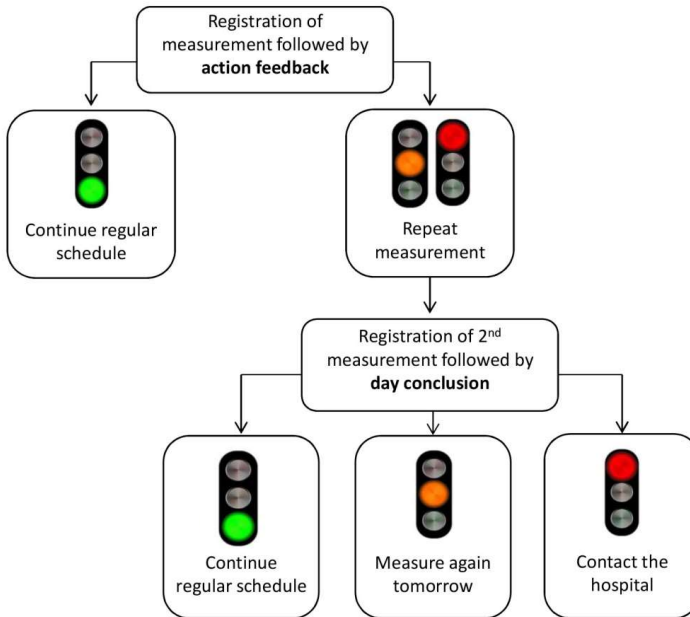 Registration of
measurement followed by
action feedback
Continue regular
schedule
Repeat
measurement
Registration of 2nd
measurement followed by
day conclusion
Continue
regular schedule
Measure again
tomorrow
Contact the
hospital